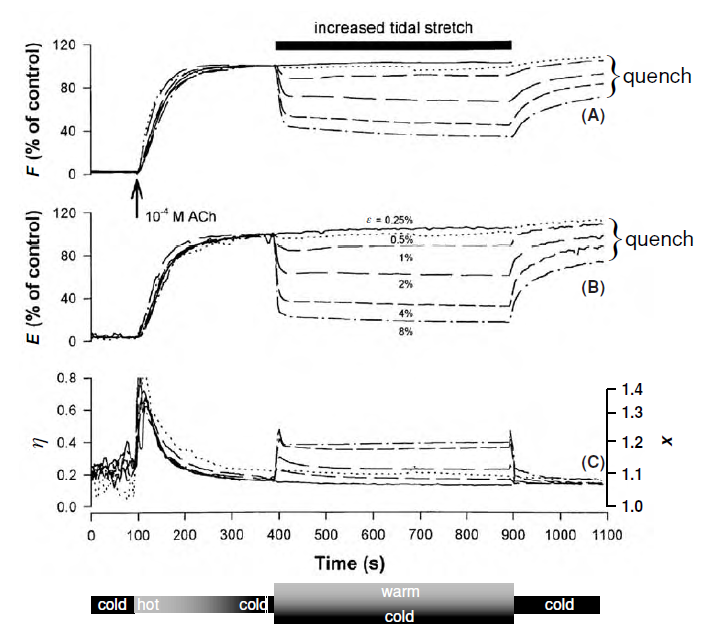 increased tidal stretch
F (% of control)
120
80
40
0
quench
(A)
10⁻⁴ M ACh
E (% of control)
120
80
40
0
ε = 0.25%
0.5%
1%
2%
4%
8%
quench
(B)
η
0.8
0.6
0.4
0.2
0.0
(C)
1.4
1.3
1.2
1.1
1.0
x
0 100 200 300 400 500 600 700 800 900 1000 1100
Time (s)
cold hot cold warm cold
cold